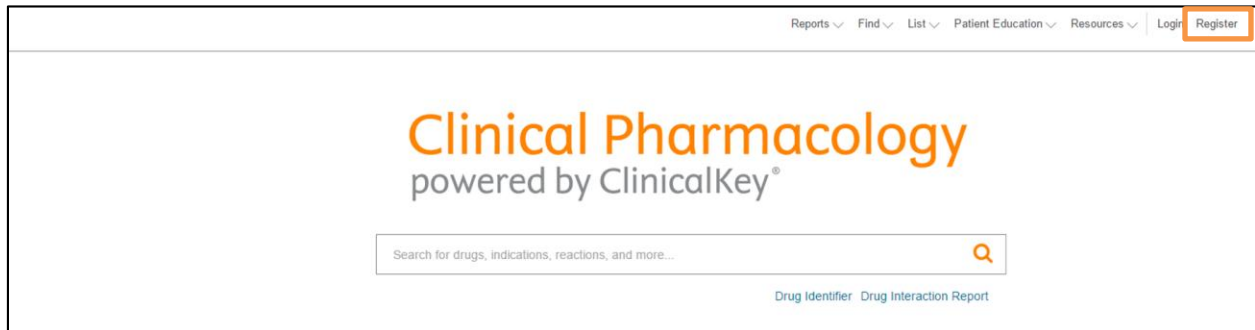 Reports Find List Patient Education Resources Login Register
Clinical Pharmacology
powered by ClinicalKey®
Search for drugs, indications, reactions, and more...
Drug Identifier Drug Interaction Report